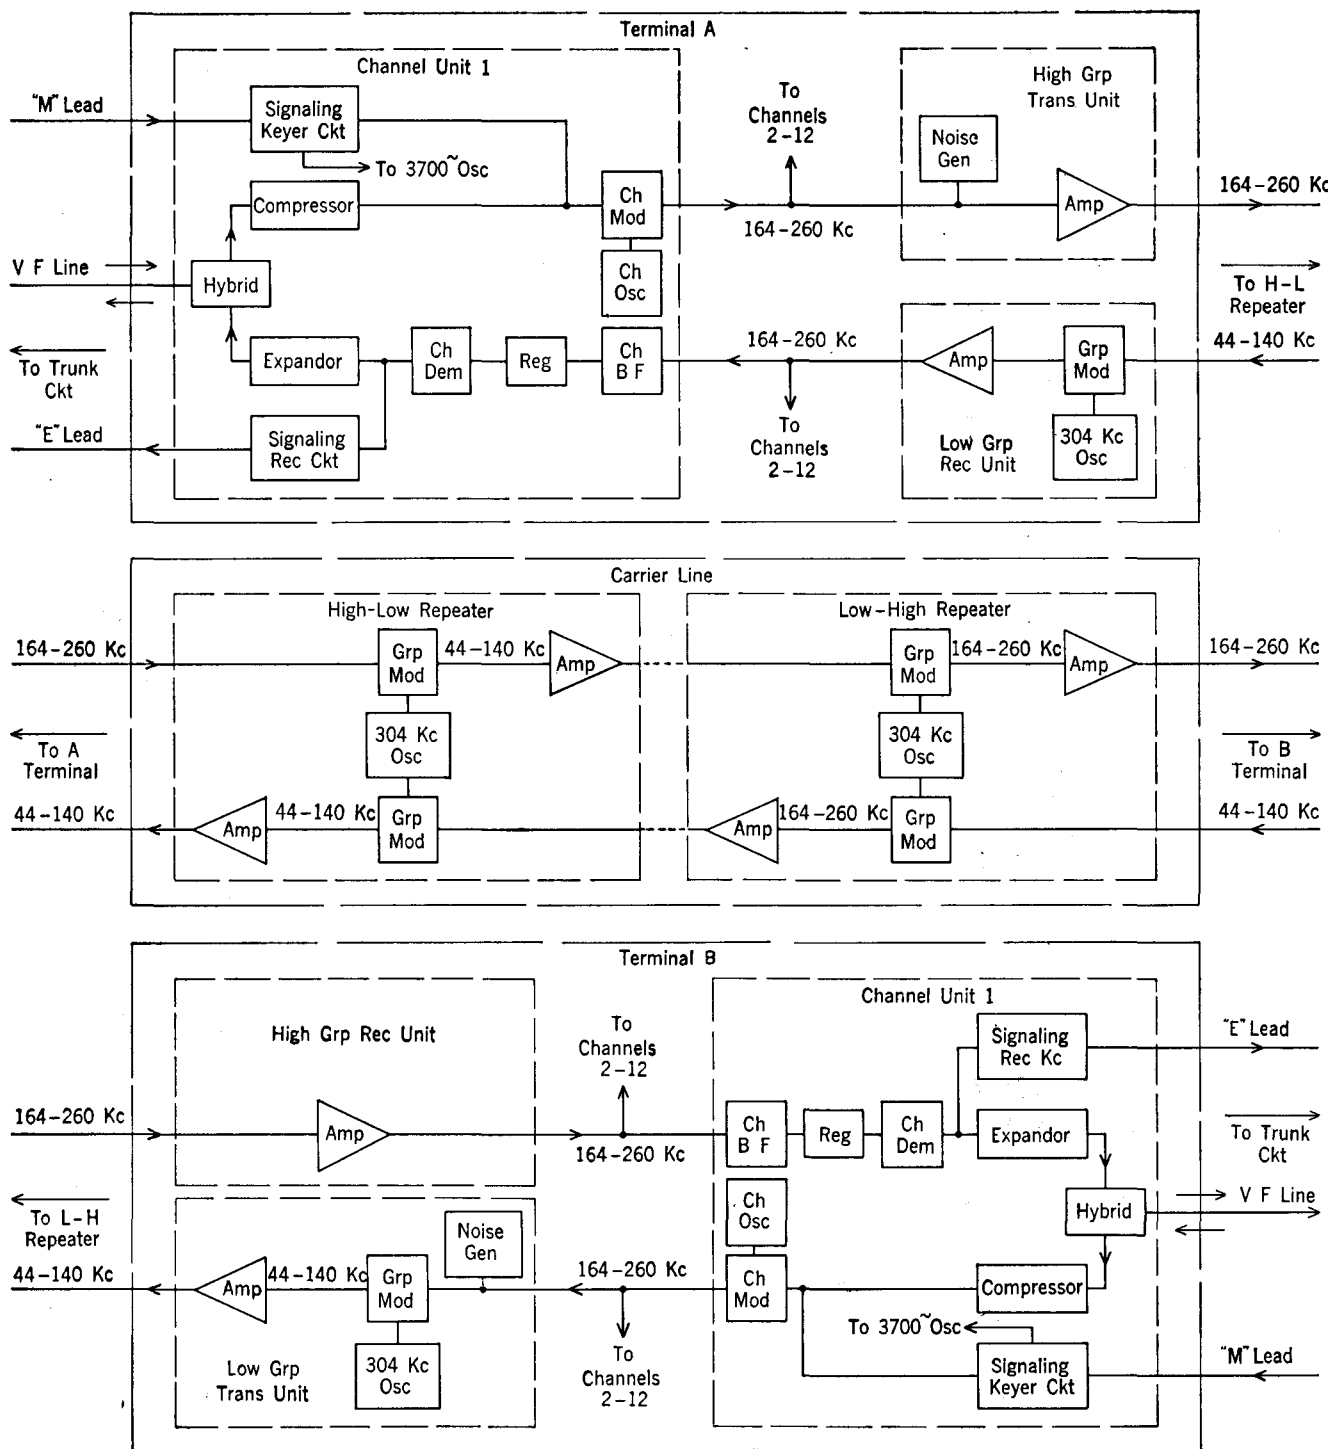 Terminal A
Channel Unit 1
"M" Lead
Signaling
Keyer Ckt
To 3700~ Osc
Compressor
V F Line
Hybrid
Ch
Mod
Ch
Osc
To
Channels
2-12
164-260 Kc
High Grp
Trans Unit
Noise
Gen
Amp
164-260 Kc
To H-L
Repeater
To Trunk
Ckt
Expandor
Ch
Dem
Reg
Ch
B F
164-260 Kc
Amp
Grp
Mod
44-140 Kc
"E" Lead
Signaling
Rec Ckt
To
Channels
2-12
Low Grp
Rec Unit
304 Kc
Osc
Carrier Line
High-Low Repeater
Low-High Repeater
164-260 Kc
Grp
Mod
44-140 Kc
Amp
Grp
Mod
164-260 Kc
Amp
164-260 Kc
To A
Terminal
304 Kc
Osc
304 Kc
Osc
To B
Terminal
44-140 Kc
Amp
44-140 Kc
Grp
Mod
Amp
164-260 Kc
Grp
Mod
44-140 Kc
Terminal B
High Grp Rec Unit
To
Channels
2-12
Channel Unit 1
Signaling
Rec Kc
"E" Lead
164-260 Kc
Amp
164-260 Kc
Ch
B F
Reg
Ch
Dem
Expandor
To Trunk
Ckt
To L-H
Repeater
Ch
Osc
Hybrid
V F Line
44-140 Kc
Amp
44-140 Kc
Grp
Mod
Noise
Gen
164-260 Kc
Ch
Mod
Compressor
To 3700~ Osc
Low Grp
Trans Unit
304 Kc
Osc
To
Channels
2-12
Signaling
Keyer Ckt
"M" Lead